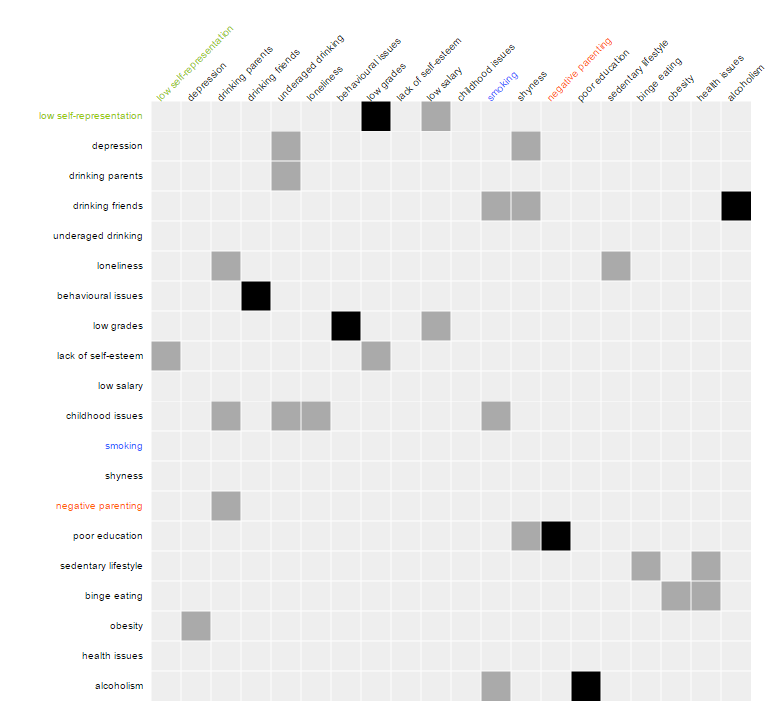 low self-representation
depression
drinking parents
drinking friends
underaged drinking
loneliness
behavioural issues
low grades
lack of self-esteem
low salary
childhood issues
smoking
shyness
negative parenting
poor education
sedentary lifestyle
binge eating
obesity
health issues
alcoholism
low self-representation
depression
drinking parents
drinking friends
underaged drinking
loneliness
behavioural issues
low grades
lack of self-esteem
low salary
childhood issues
smoking
shyness
negative parenting
poor education
sedentary lifestyle
binge eating
obesity
health issues
alcoholism